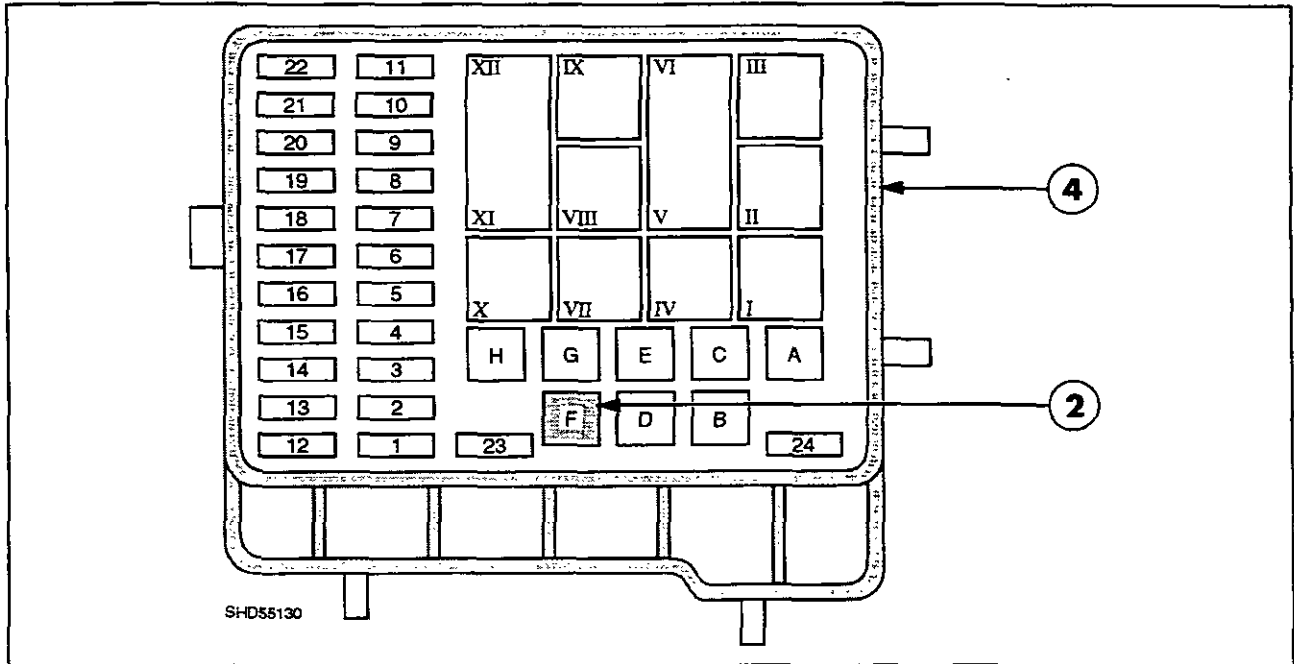 22 11 XII IX VI III
21 10
20 9
19 8 4
18 7 XI VIII V II
17 6
16 5 X VII IV I
15 4
H G E C A
14 3
13 2 F D B 2
12 1 23 24
SHD55130